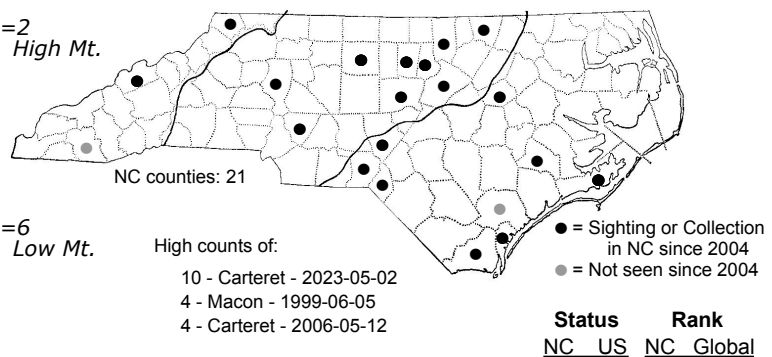 =2
High Mt.
NC counties: 21
=6
Low Mt.
High counts of:
10 - Carteret - 2023-05-02
4 - Macon - 1999-06-05
4 - Carteret - 2006-05-12
● = Sighting or Collection
in NC since 2004
● = Not seen since 2004
Status Rank
NC US NC Global